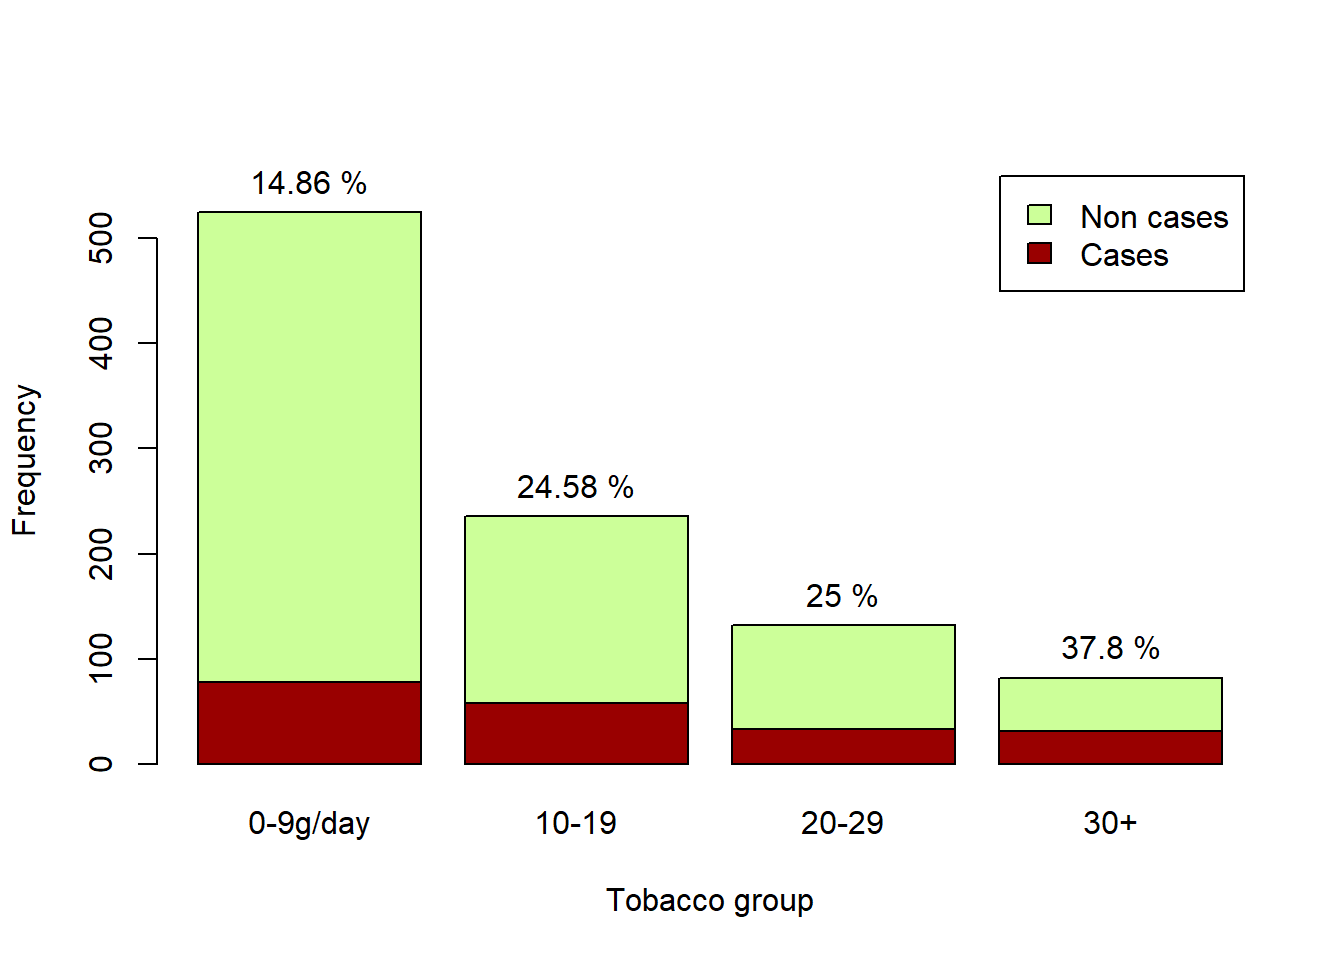 14.86 %
24.58 %
25 %
37.8 %
Non cases
Cases
Frequency
0
100
200
300
400
500
0-9g/day
10-19
20-29
30+
Tobacco group